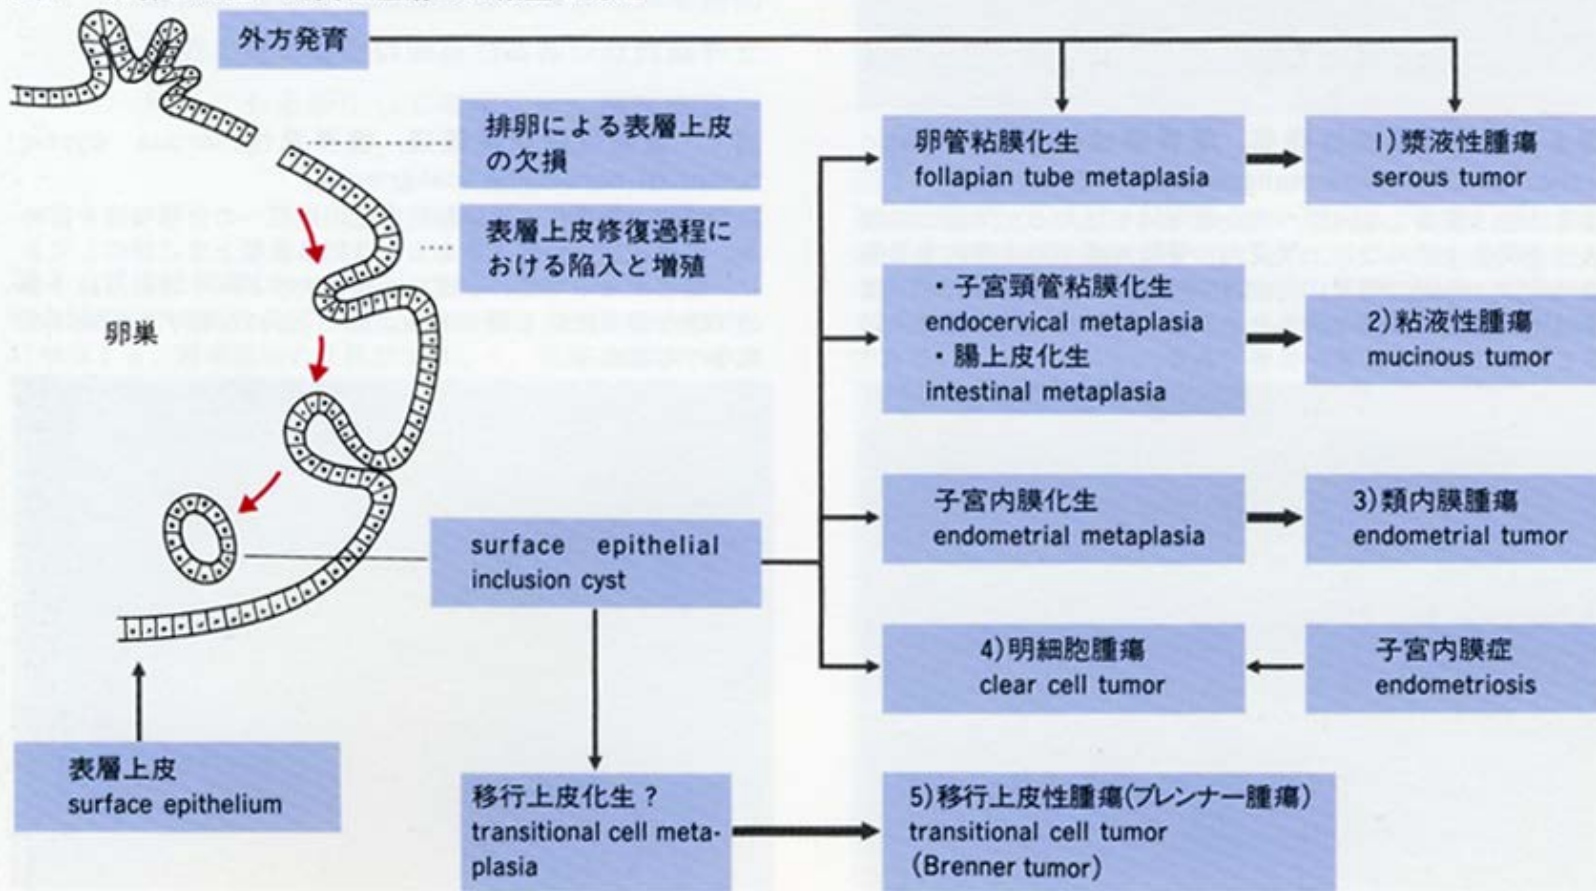 外方発育
排卵による表層上皮
の欠損
表層上皮修復過程に
おける陥入と増殖
卵巣
surface epithelial
inclusion cyst
表層上皮
surface epithelium
移行上皮化生?
transitional cell meta-
plasia
卵管粘膜化生
follapian tube metaplasia
1)漿液性腫瘍
serous tumor
・子宮頸管粘膜化生
endocervical metaplasia
・腸上皮化生
intestinal metaplasia
2)粘液性腫瘍
mucinous tumor
子宮内膜化生
endometrial metaplasia
3)類内膜腫瘍
endometrial tumor
4)明細胞腫瘍
clear cell tumor
子宮内膜症
endometriosis
5)移行上皮性腫瘍(ブレンナー腫瘍)
transitional cell tumor
(Brenner tumor)